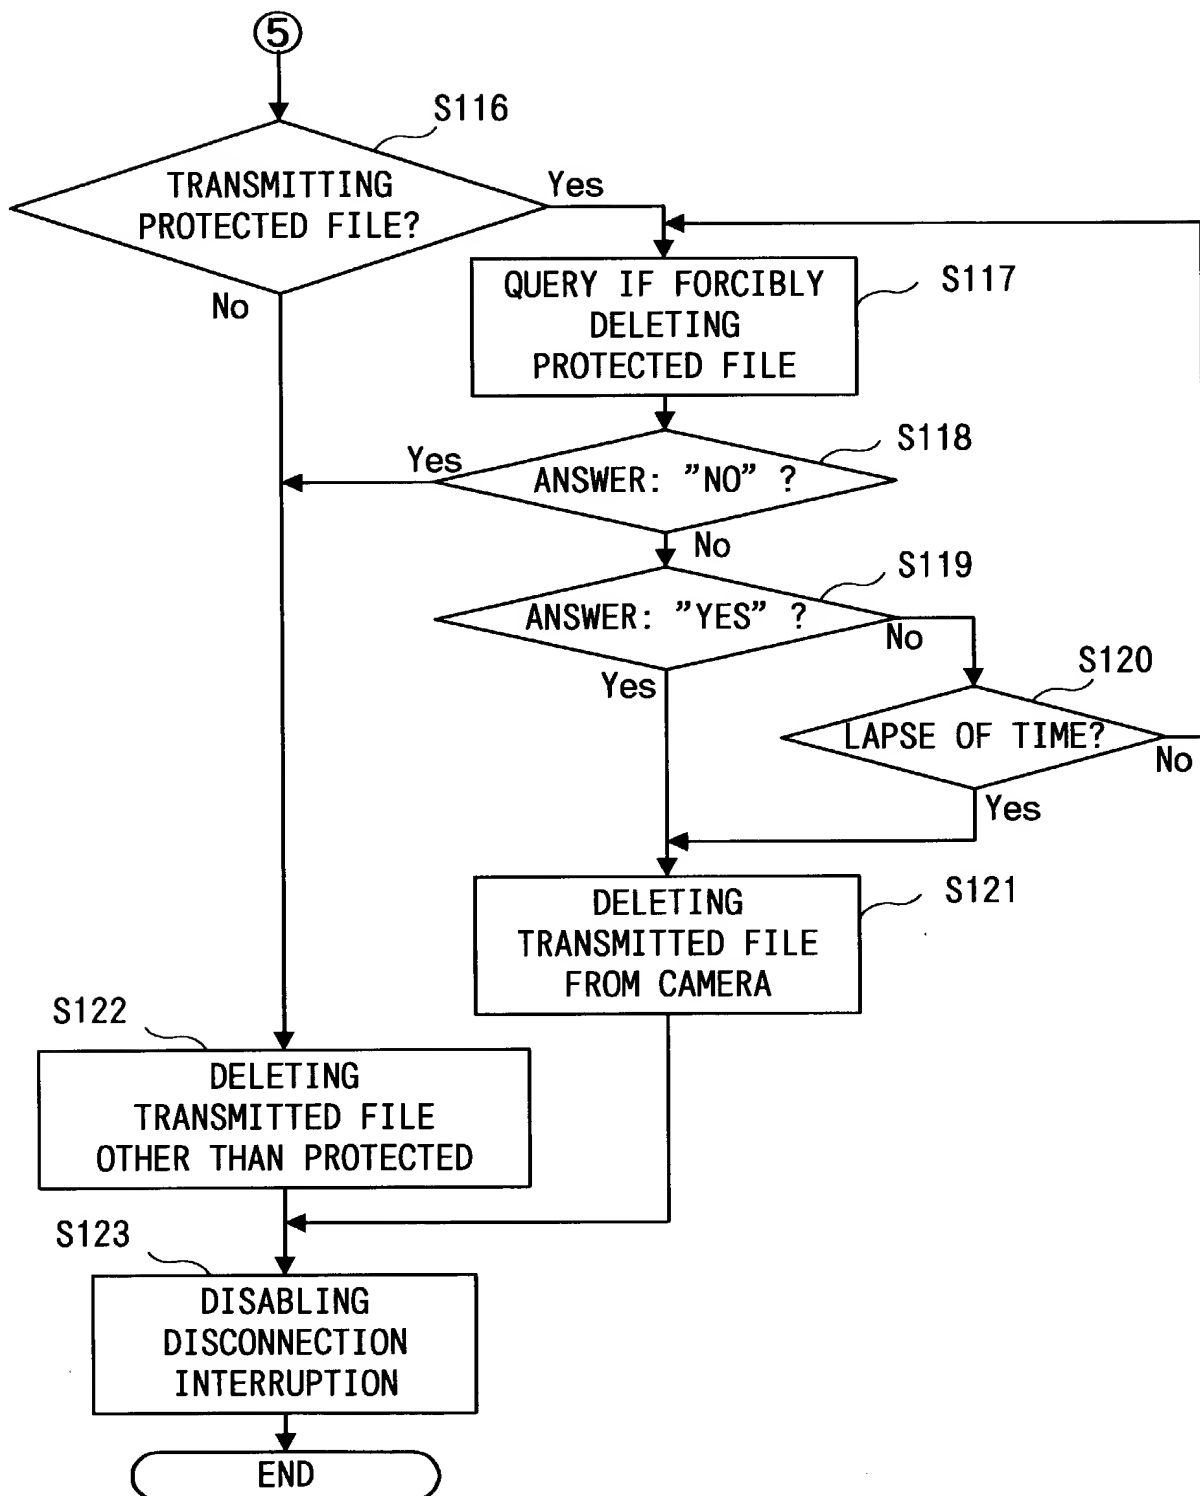 5
S116
TRANSMITTING
PROTECTED FILE?
Yes
No
QUERY IF FORCIBLY
DELETING
PROTECTED FILE
S117
S118
Yes
ANSWER: ”NO” ?
No
S119
ANSWER: ”YES” ?
No
Yes
S120
LAPSE OF TIME?
No
Yes
S121
DELETING
TRANSMITTED FILE
FROM CAMERA
S122
DELETING
TRANSMITTED FILE
OTHER THAN PROTECTED
S123
DISABLING
DISCONNECTION
INTERRUPTION
END